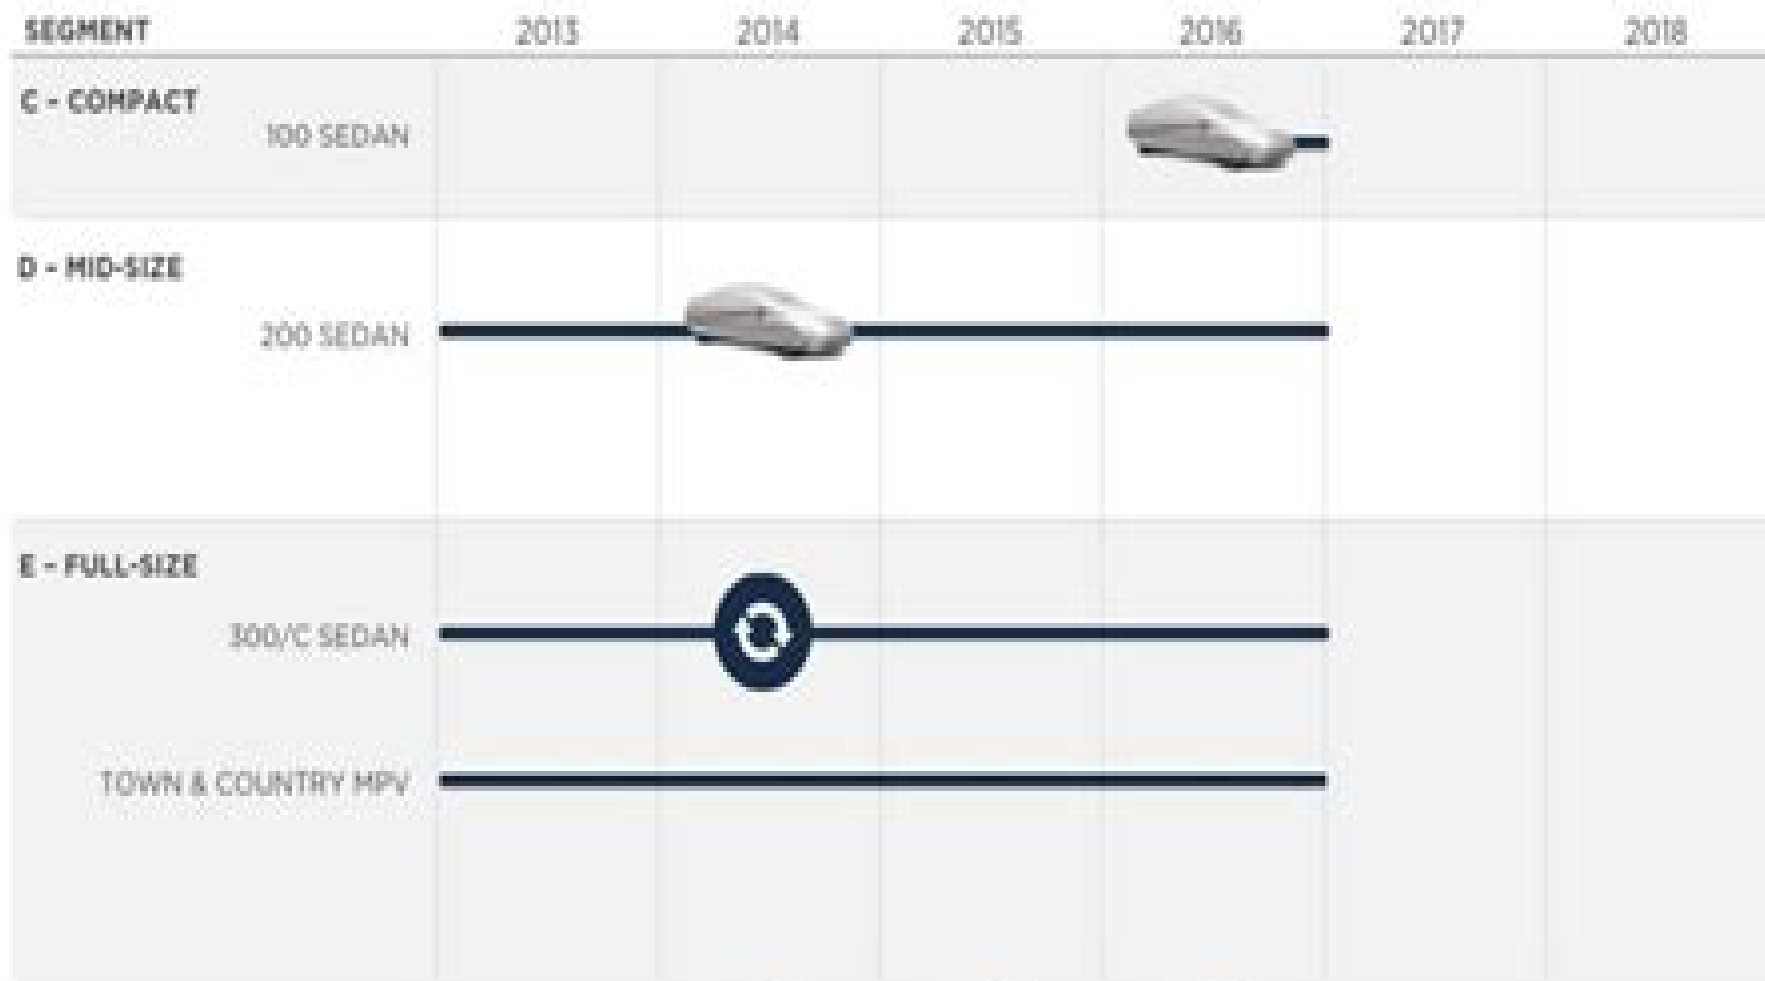 SEGMENT 2013 2014 2015 2016 2017 2018
C - COMPACT
100 SEDAN
D - MID-SIZE
200 SEDAN
E - FULL-SIZE
300/C SEDAN
TOWN & COUNTRY MPV